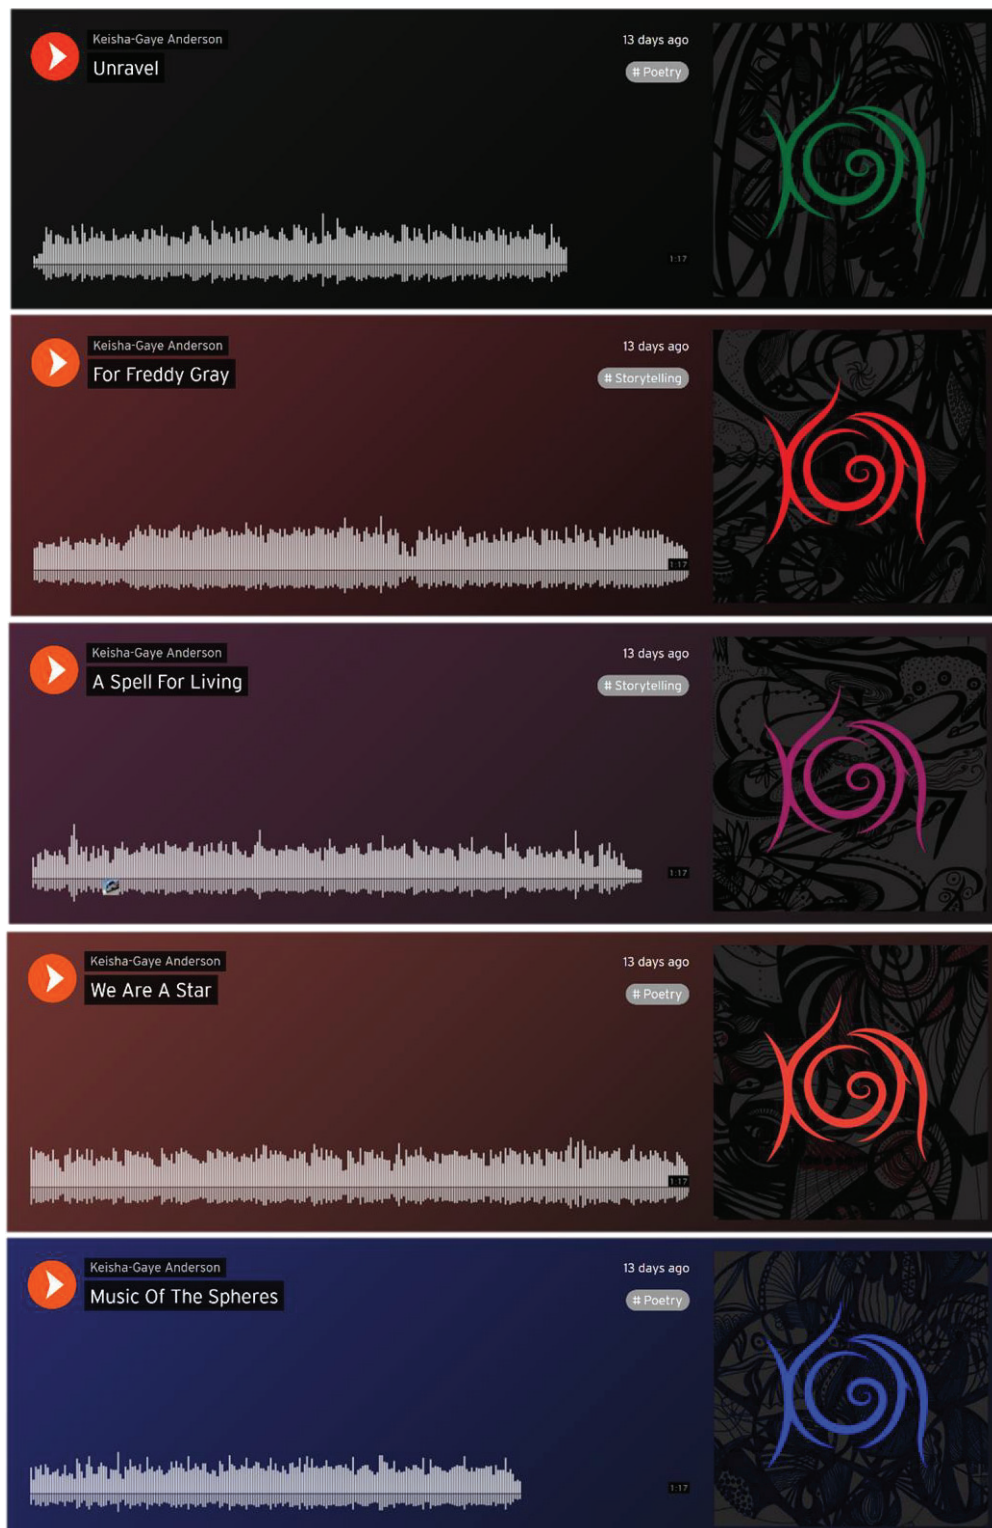 Keisha-Gaye Anderson
13 days ago
Unravel
# Poetry
1:17
Keisha-Gaye Anderson
13 days ago
For Freddy Gray
# Storytelling
1:17
Keisha-Gaye Anderson
13 days ago
A Spell For Living
# Storytelling
1:17
Keisha-Gaye Anderson
13 days ago
We Are A Star
# Poetry
1:17
Keisha-Gaye Anderson
13 days ago
Music Of The Spheres
# Poetry
1:17